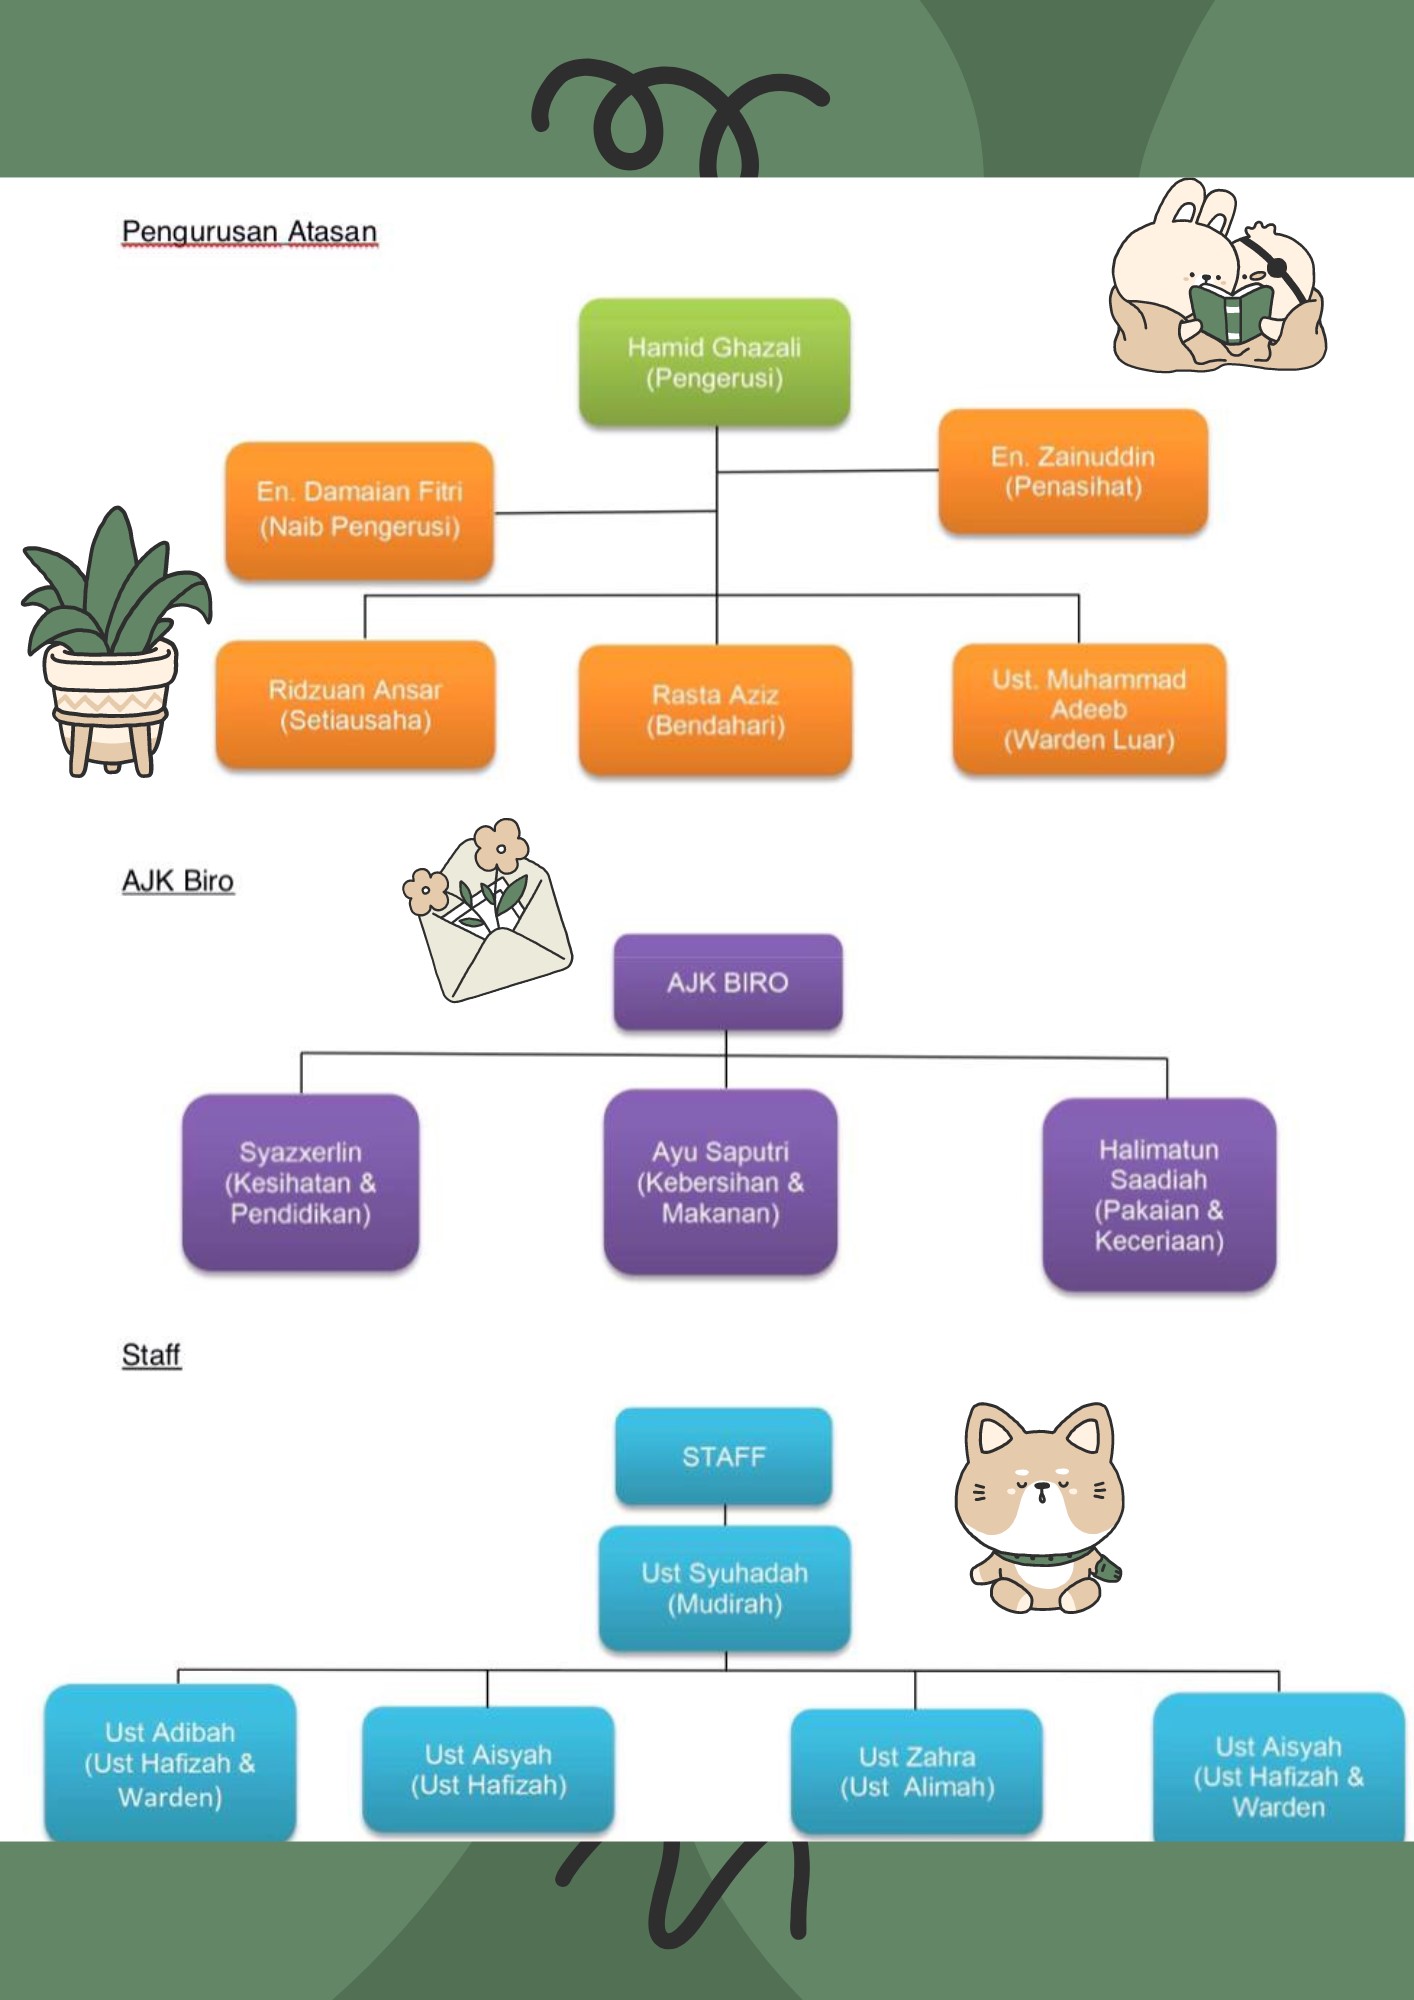 Pengurusan Atasan
Hamid Ghazali
(Pengerusi)
En. Zainuddin
(Penasihat)
En. Damaian Fitri
(Naib Pengerusi)
Ridzuan Ansar
(Setiausaha)
Rasta Aziz
(Bendahari)
Ust. Muhammad
Adeeb
(Warden Luar)
AJK Biro
AJK BIRO
Syazxerlin
(Kesihatan &
Pendidikan)
Ayu Saputri
(Kebersihan &
Makanan)
Halimatun
Saadiah
(Pakaian &
Keceriaan)
Staff
STAFF
Ust Syuhadah
(Mudirah)
Ust Adibah
(Ust Hafizah &
Warden)
Ust Aisyah
(Ust Hafizah)
Ust Zahra
(Ust  Alimah)
Ust Aisyah
(Ust Hafizah &
Warden